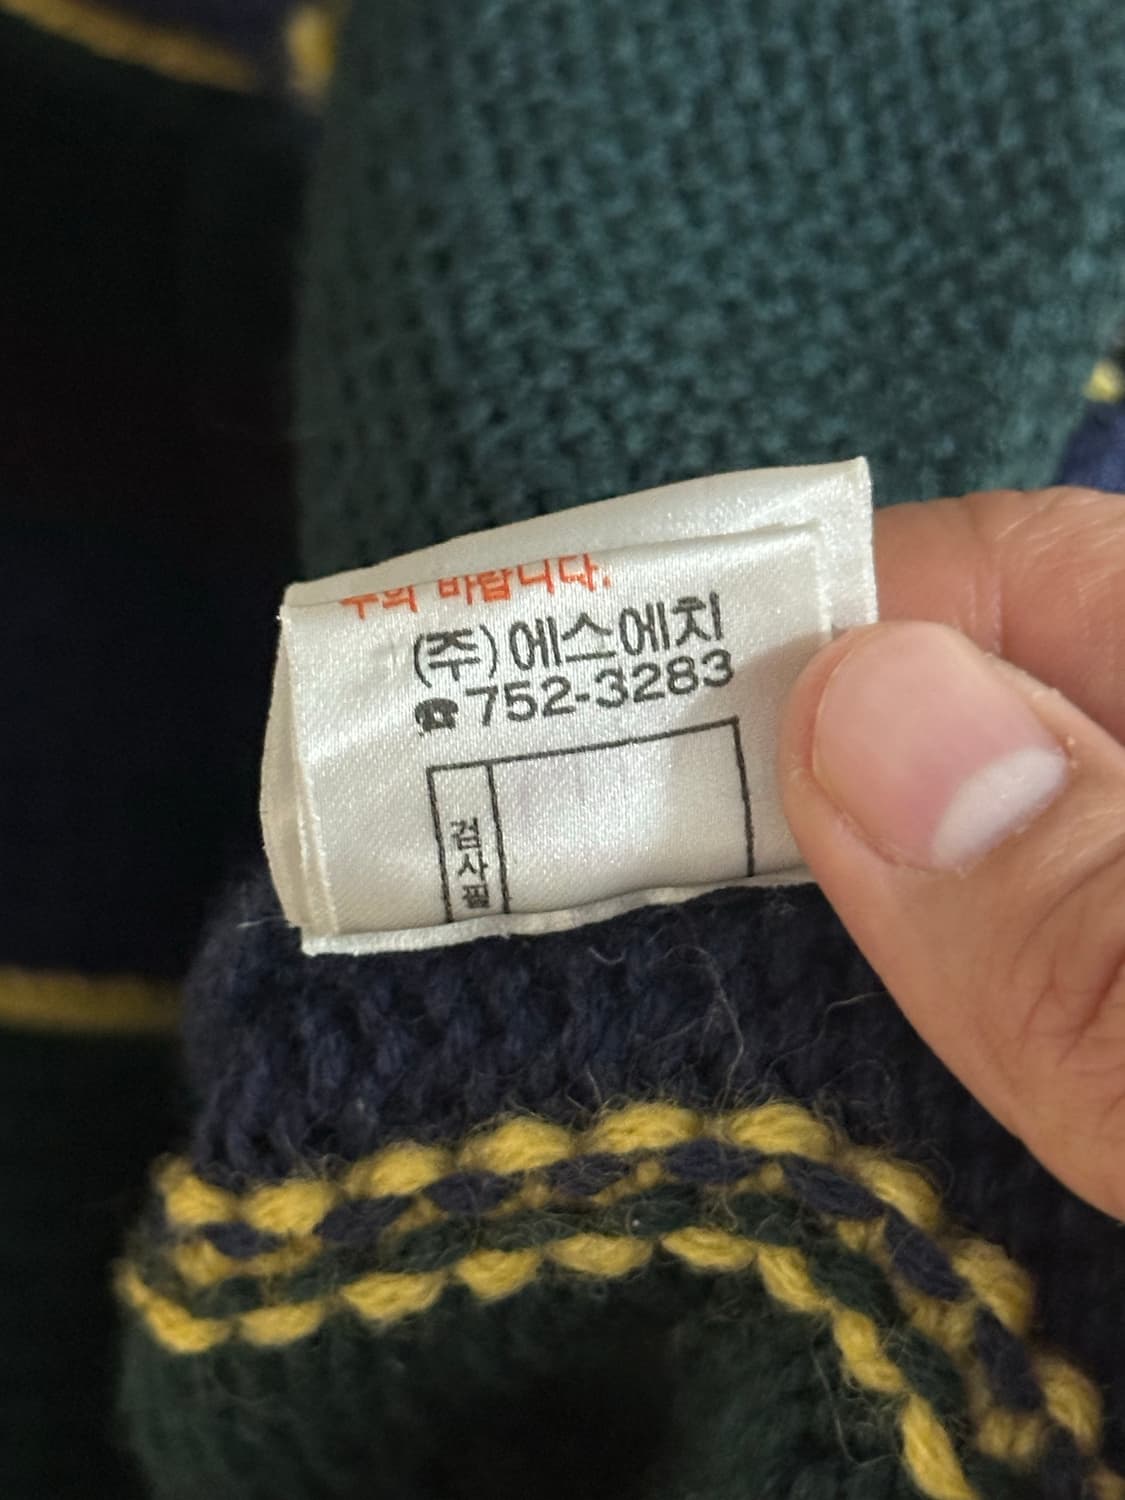 주의 바랍니다.
(주)에스에치
☎752-3283
검사필